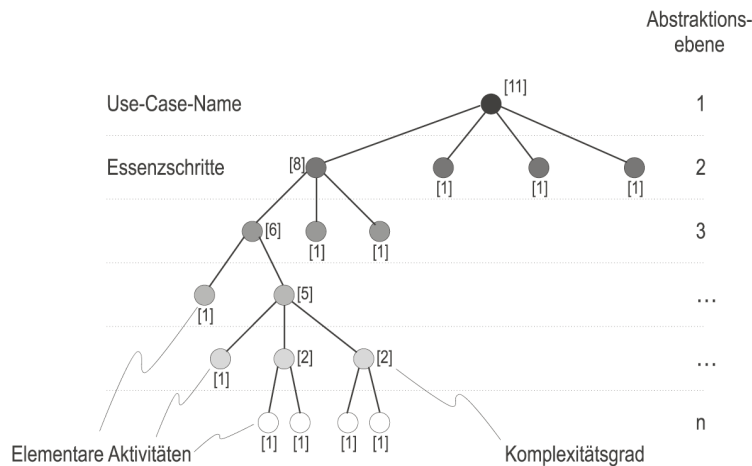 Abstraktions-
ebene
[11]
Use-Case-Name 1
Essenzschritte [8] 2
[1] [1] [1]
[6] 3
[1] [1]
[5] ...
[1]
[2] [2] ...
[1]
n
[1] [1] [1] [1]
Elementare Aktivitäten Komplexitätsgrad